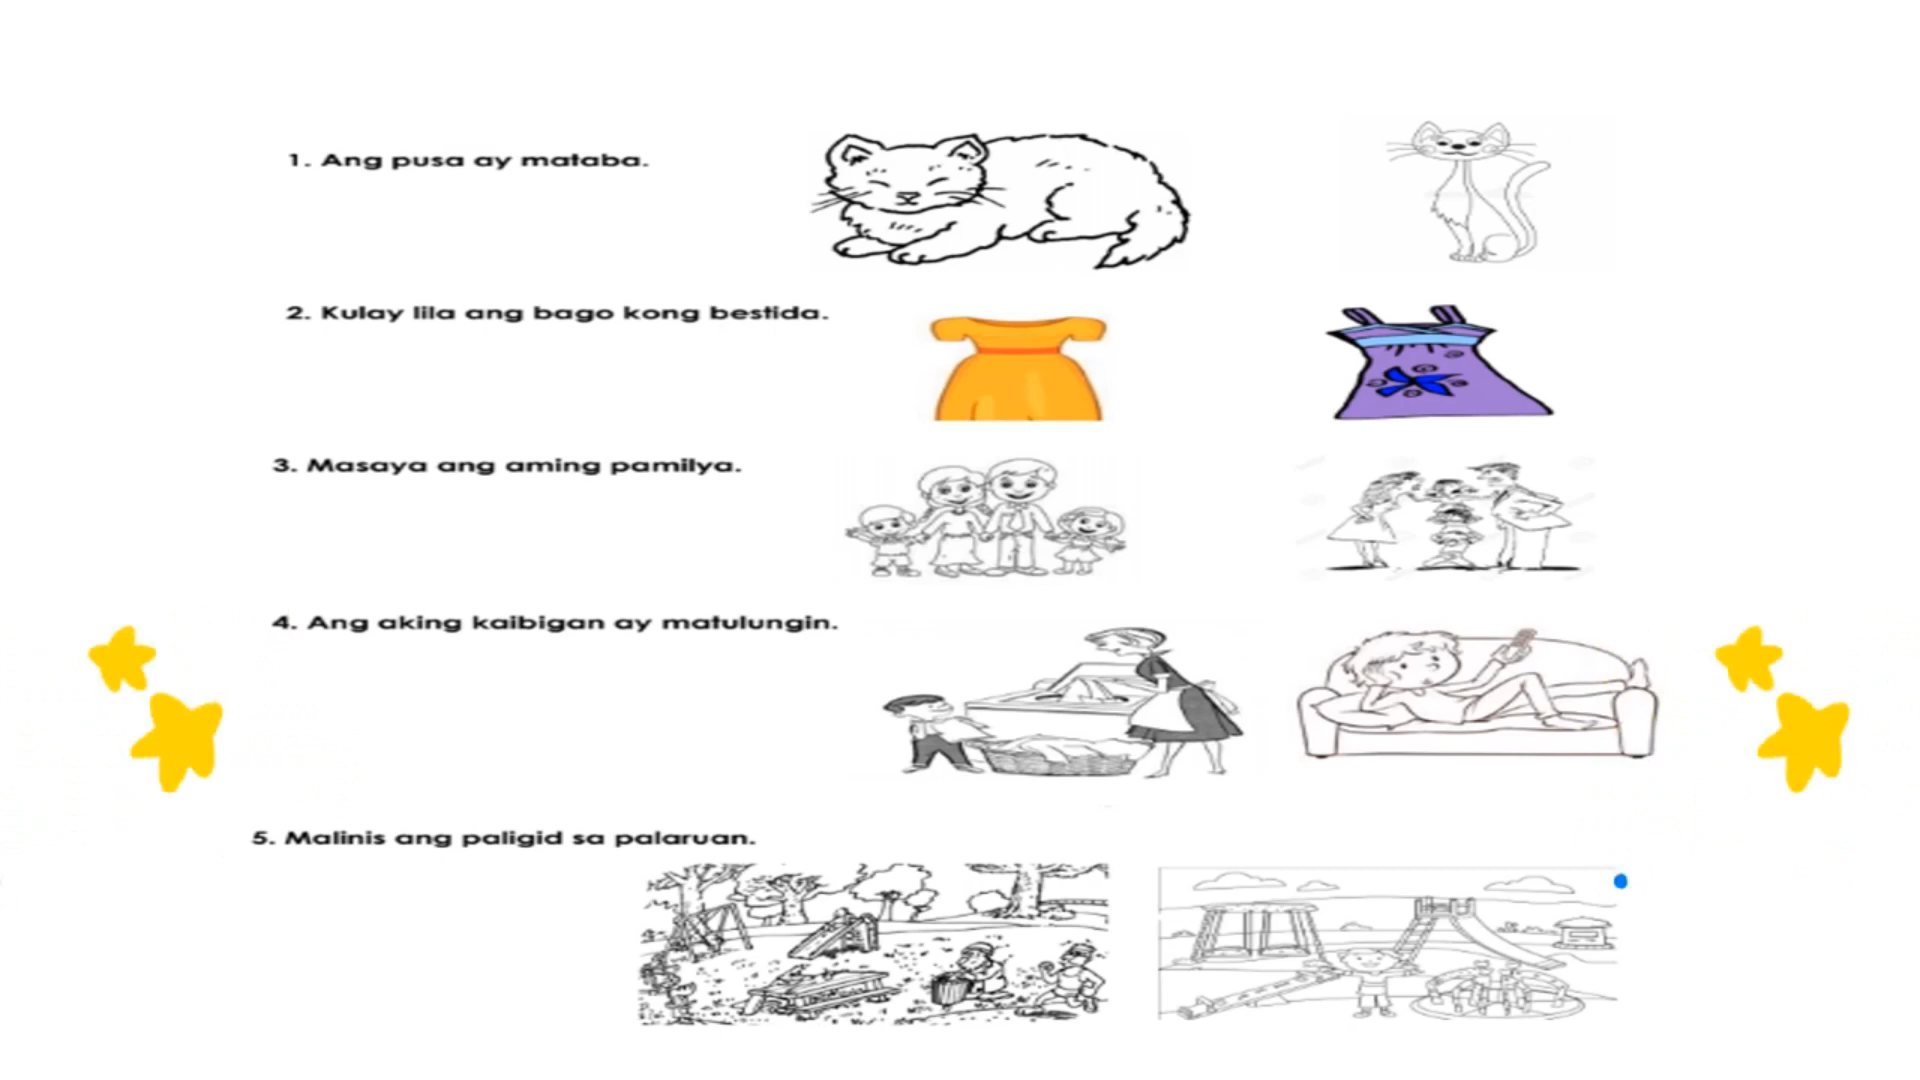 1. Ang pusa ay mataba.
2. Kulay lila ang bago kong bestida.
3. Masaya ang aming pamilya.
4. Ang aking kaibigan ay matulungin.
5. Malinis ang paligid sa palaruan.